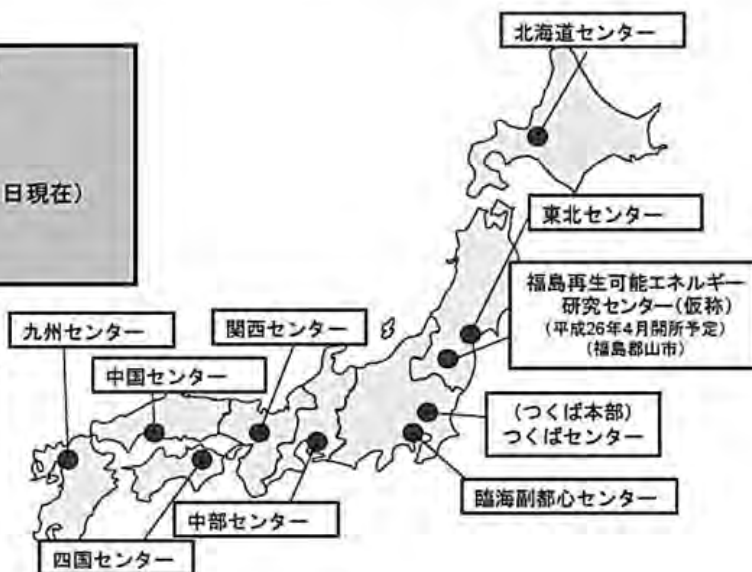 北海道センター
日現在）
東北センター
福島再生可能エネルギー
研究センター（仮称）
（平成26年4月開所予定）
（福島郡山市）
九州センター
関西センター
中国センター
（つくば本部）
つくばセンター
臨海副都心センター
中部センター
四国センター